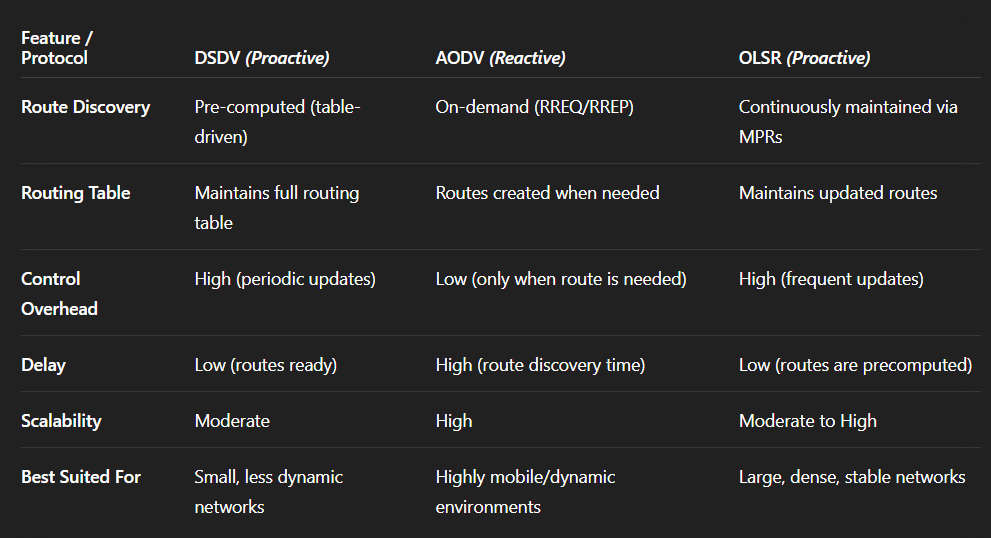 Feature / Protocol DSDV (Proactive) AODV (Reactive) OLSR (Proactive)
Route Discovery Pre-computed (table-driven) On-demand (RREQ/RREP) Continuously maintained via MPRs
Routing Table Maintains full routing table Routes created when needed Maintains updated routes
Control Overhead High (periodic updates) Low (only when route is needed) High (frequent updates)
Delay Low (routes ready) High (route discovery time) Low (routes are precomputed)
Scalability Moderate High Moderate to High
Best Suited For Small, less dynamic networks Highly mobile/dynamic environments Large, dense, stable networks